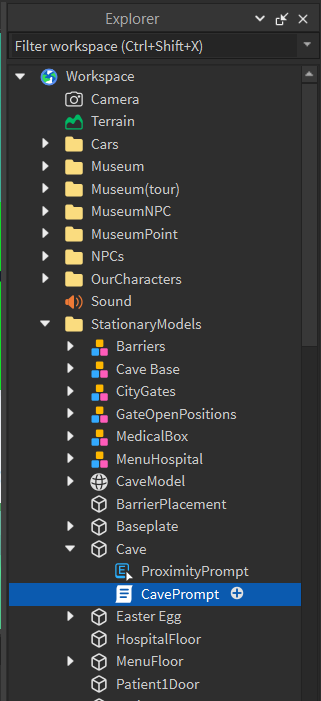 Explorer
Filter workspace (Ctrl+Shift+X)
Workspace
Camera
Terrain
Cars
Museum
Museum(tour)
MuseumNPC
MuseumPoint
NPCs
OurCharacters
Sound
StationaryModels
Barriers
Cave Base
CityGates
GateOpenPositions
MedicalBox
MenuHospital
CaveModel
BarrierPlacement
Baseplate
Cave
ProximityPrompt
CavePrompt
Easter Egg
HospitalFloor
MenuFloor
Patient1Door